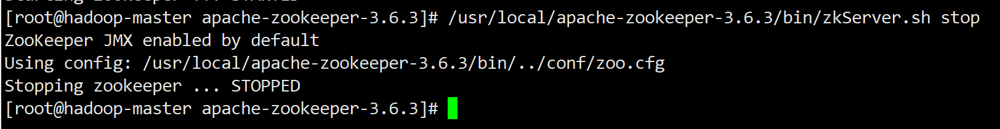 [root@hadoop-master apache-zookeeper-3.6.3]# /usr/local/apache-zookeeper-3.6.3/bin/zkServer.sh stop
ZooKeeper JMX enabled by default
Using config: /usr/local/apache-zookeeper-3.6.3/bin/../conf/zoo.cfg
Stopping zookeeper ... STOPPED
[root@hadoop-master apache-zookeeper-3.6.3]#